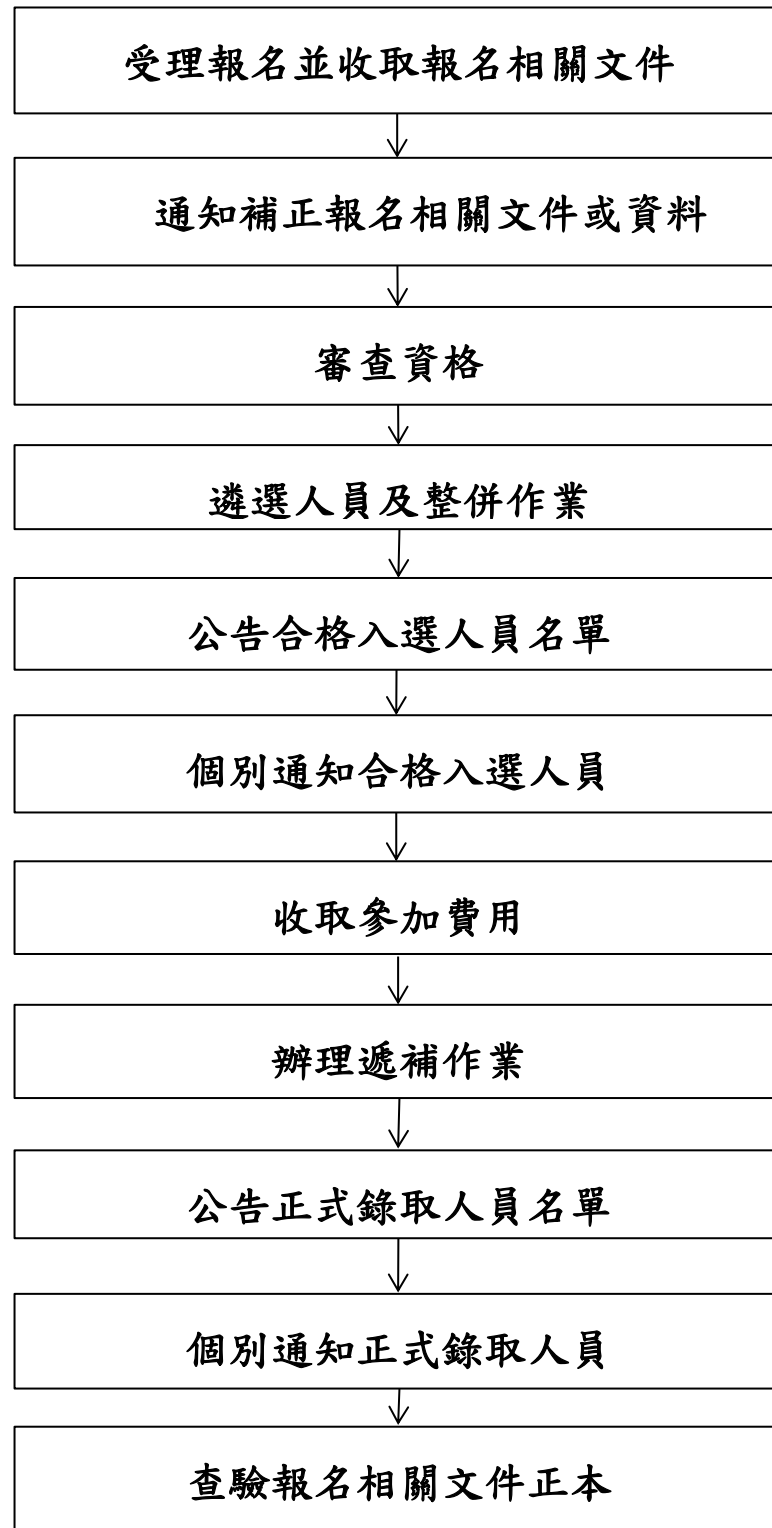 受理報名並收取報名相關文件
通知補正報名相關文件或資料
審查資格
遴選人員及整併作業
公告合格入選人員名單
個別通知合格入選人員
收取參加費用
辦理遞補作業
公告正式錄取人員名單
個別通知正式錄取人員
查驗報名相關文件正本